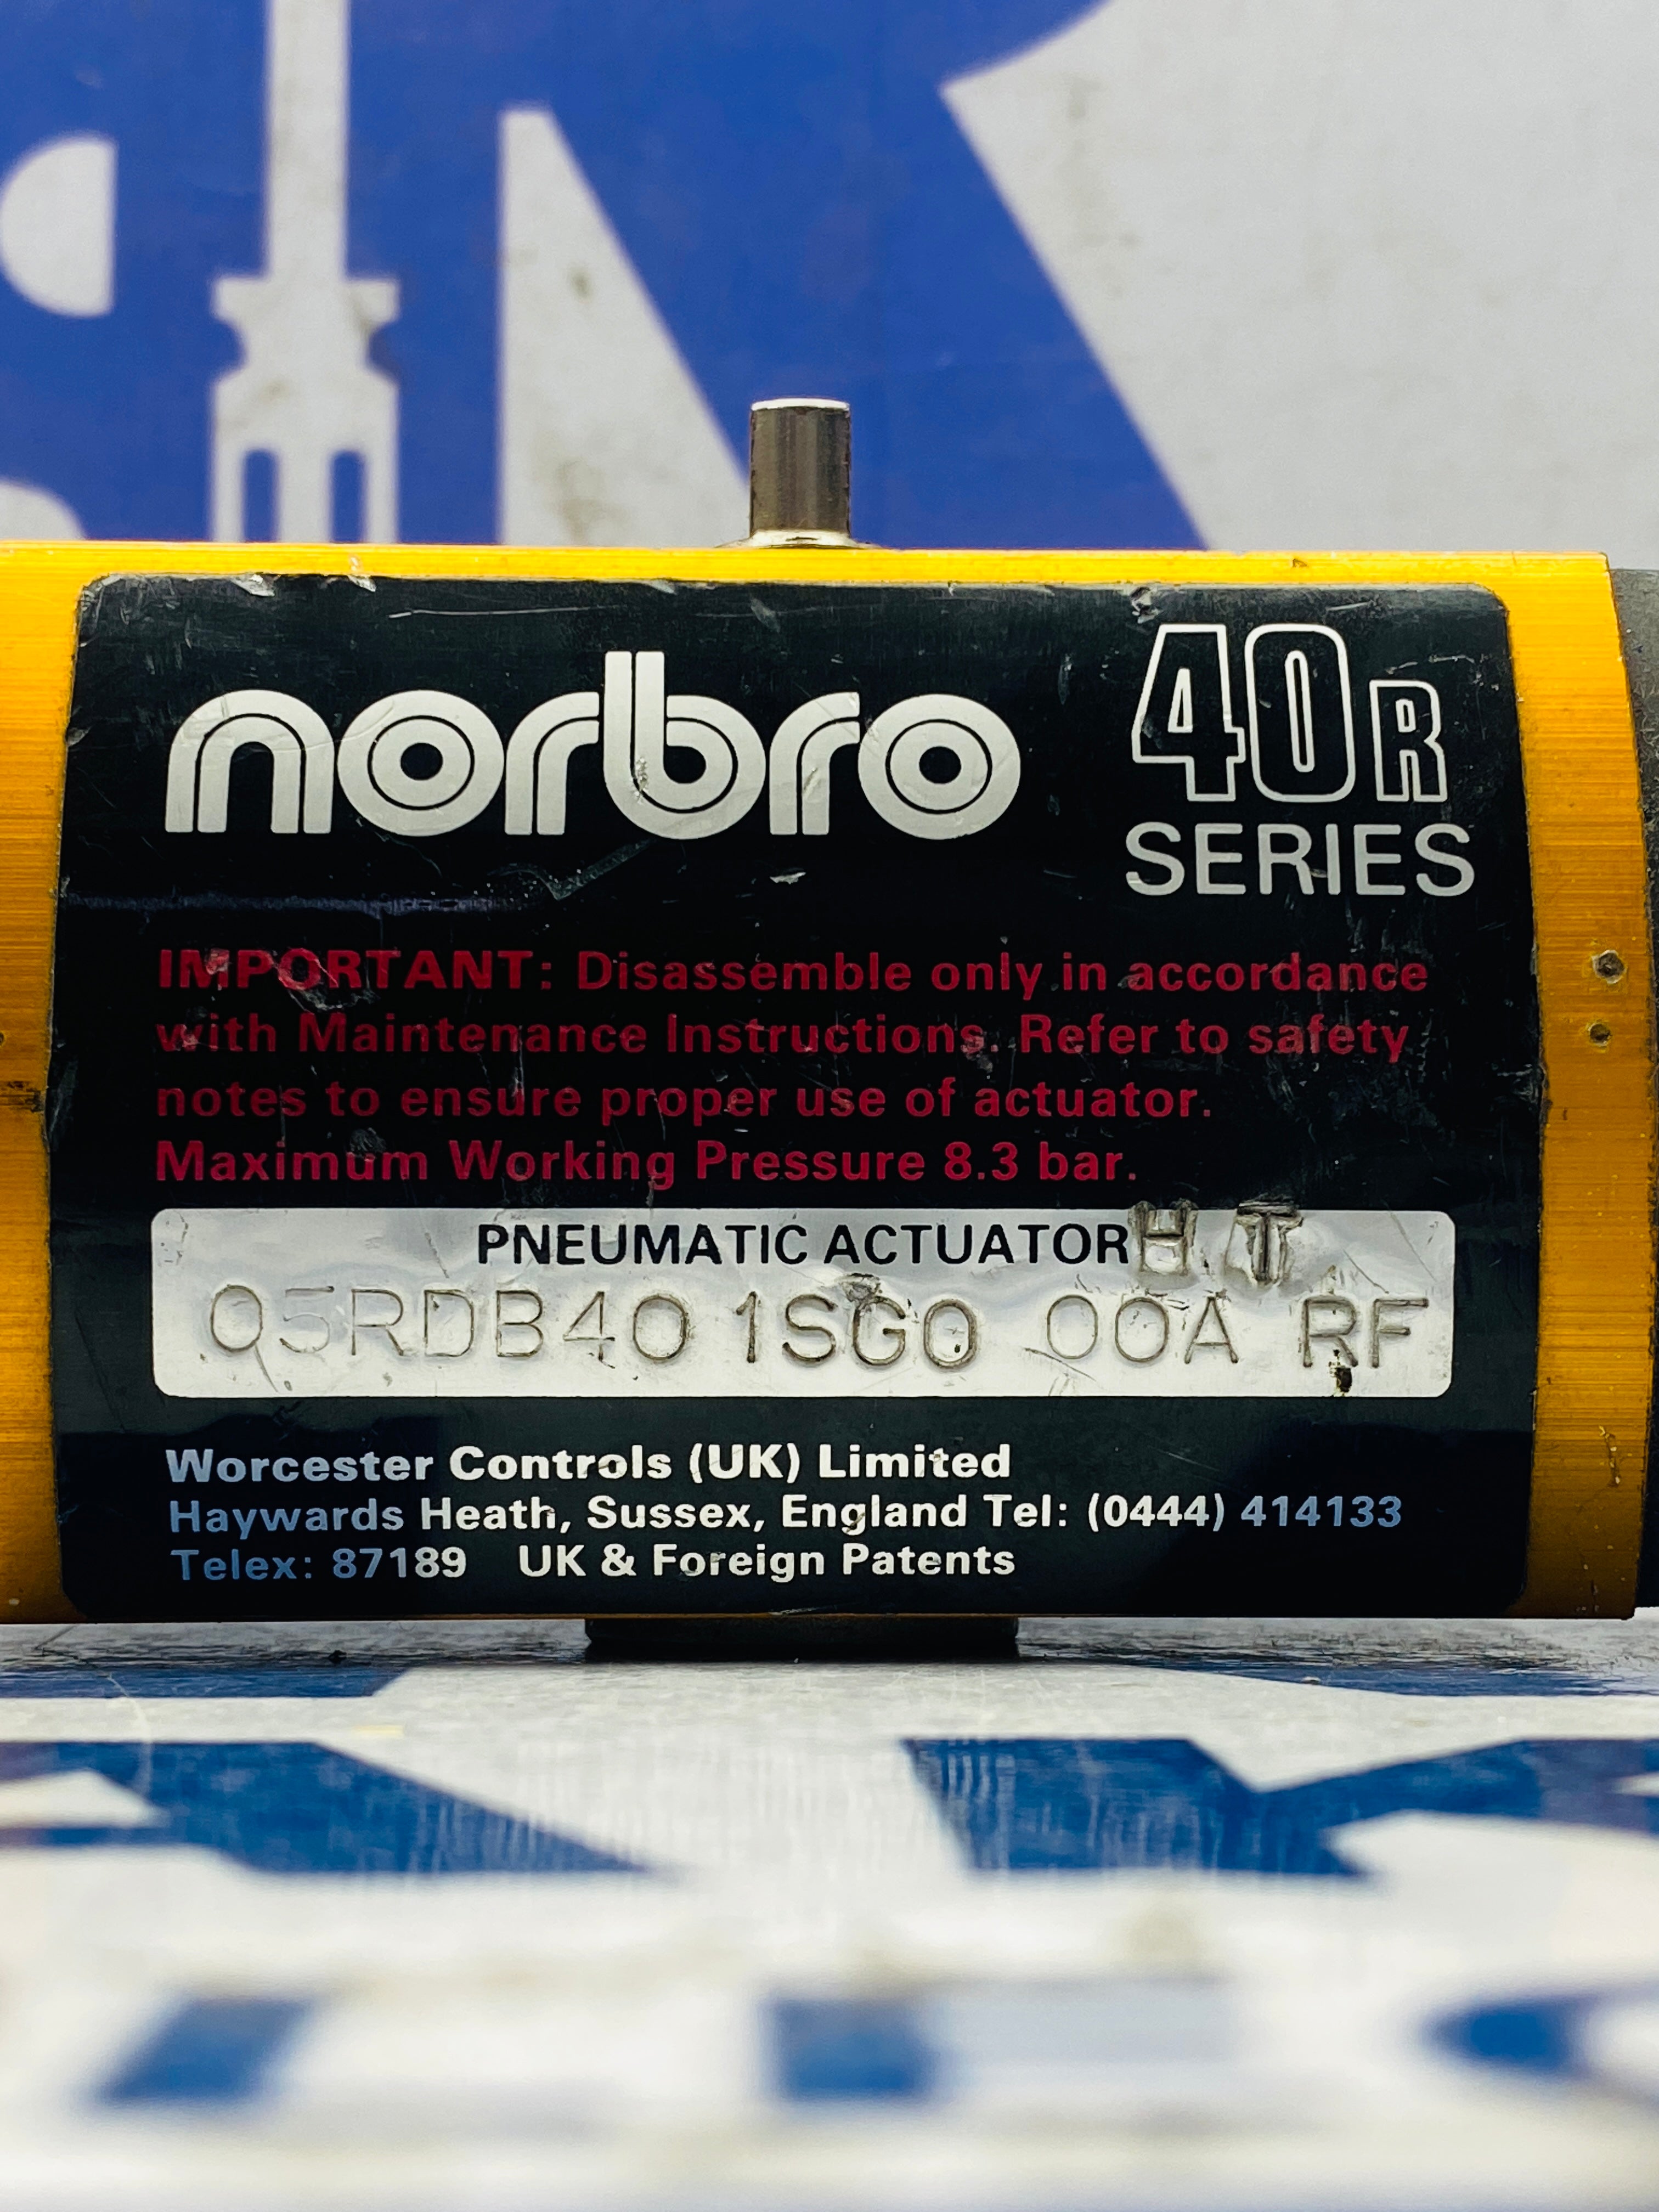 norbro
40R
SERIES
IMPORTANT: Disassemble only in accordance
with Maintenance Instructions. Refer to safety
notes to ensure proper use of actuator.
Maximum Working Pressure 8.3 bar.
PNEUMATIC ACTUATOR HT
05RDB40 1SG0 00A RF
Worcester Controls (UK) Limited
Haywards Heath, Sussex, England Tel: (0444) 414133
Telex: 87189 UK & Foreign Patents